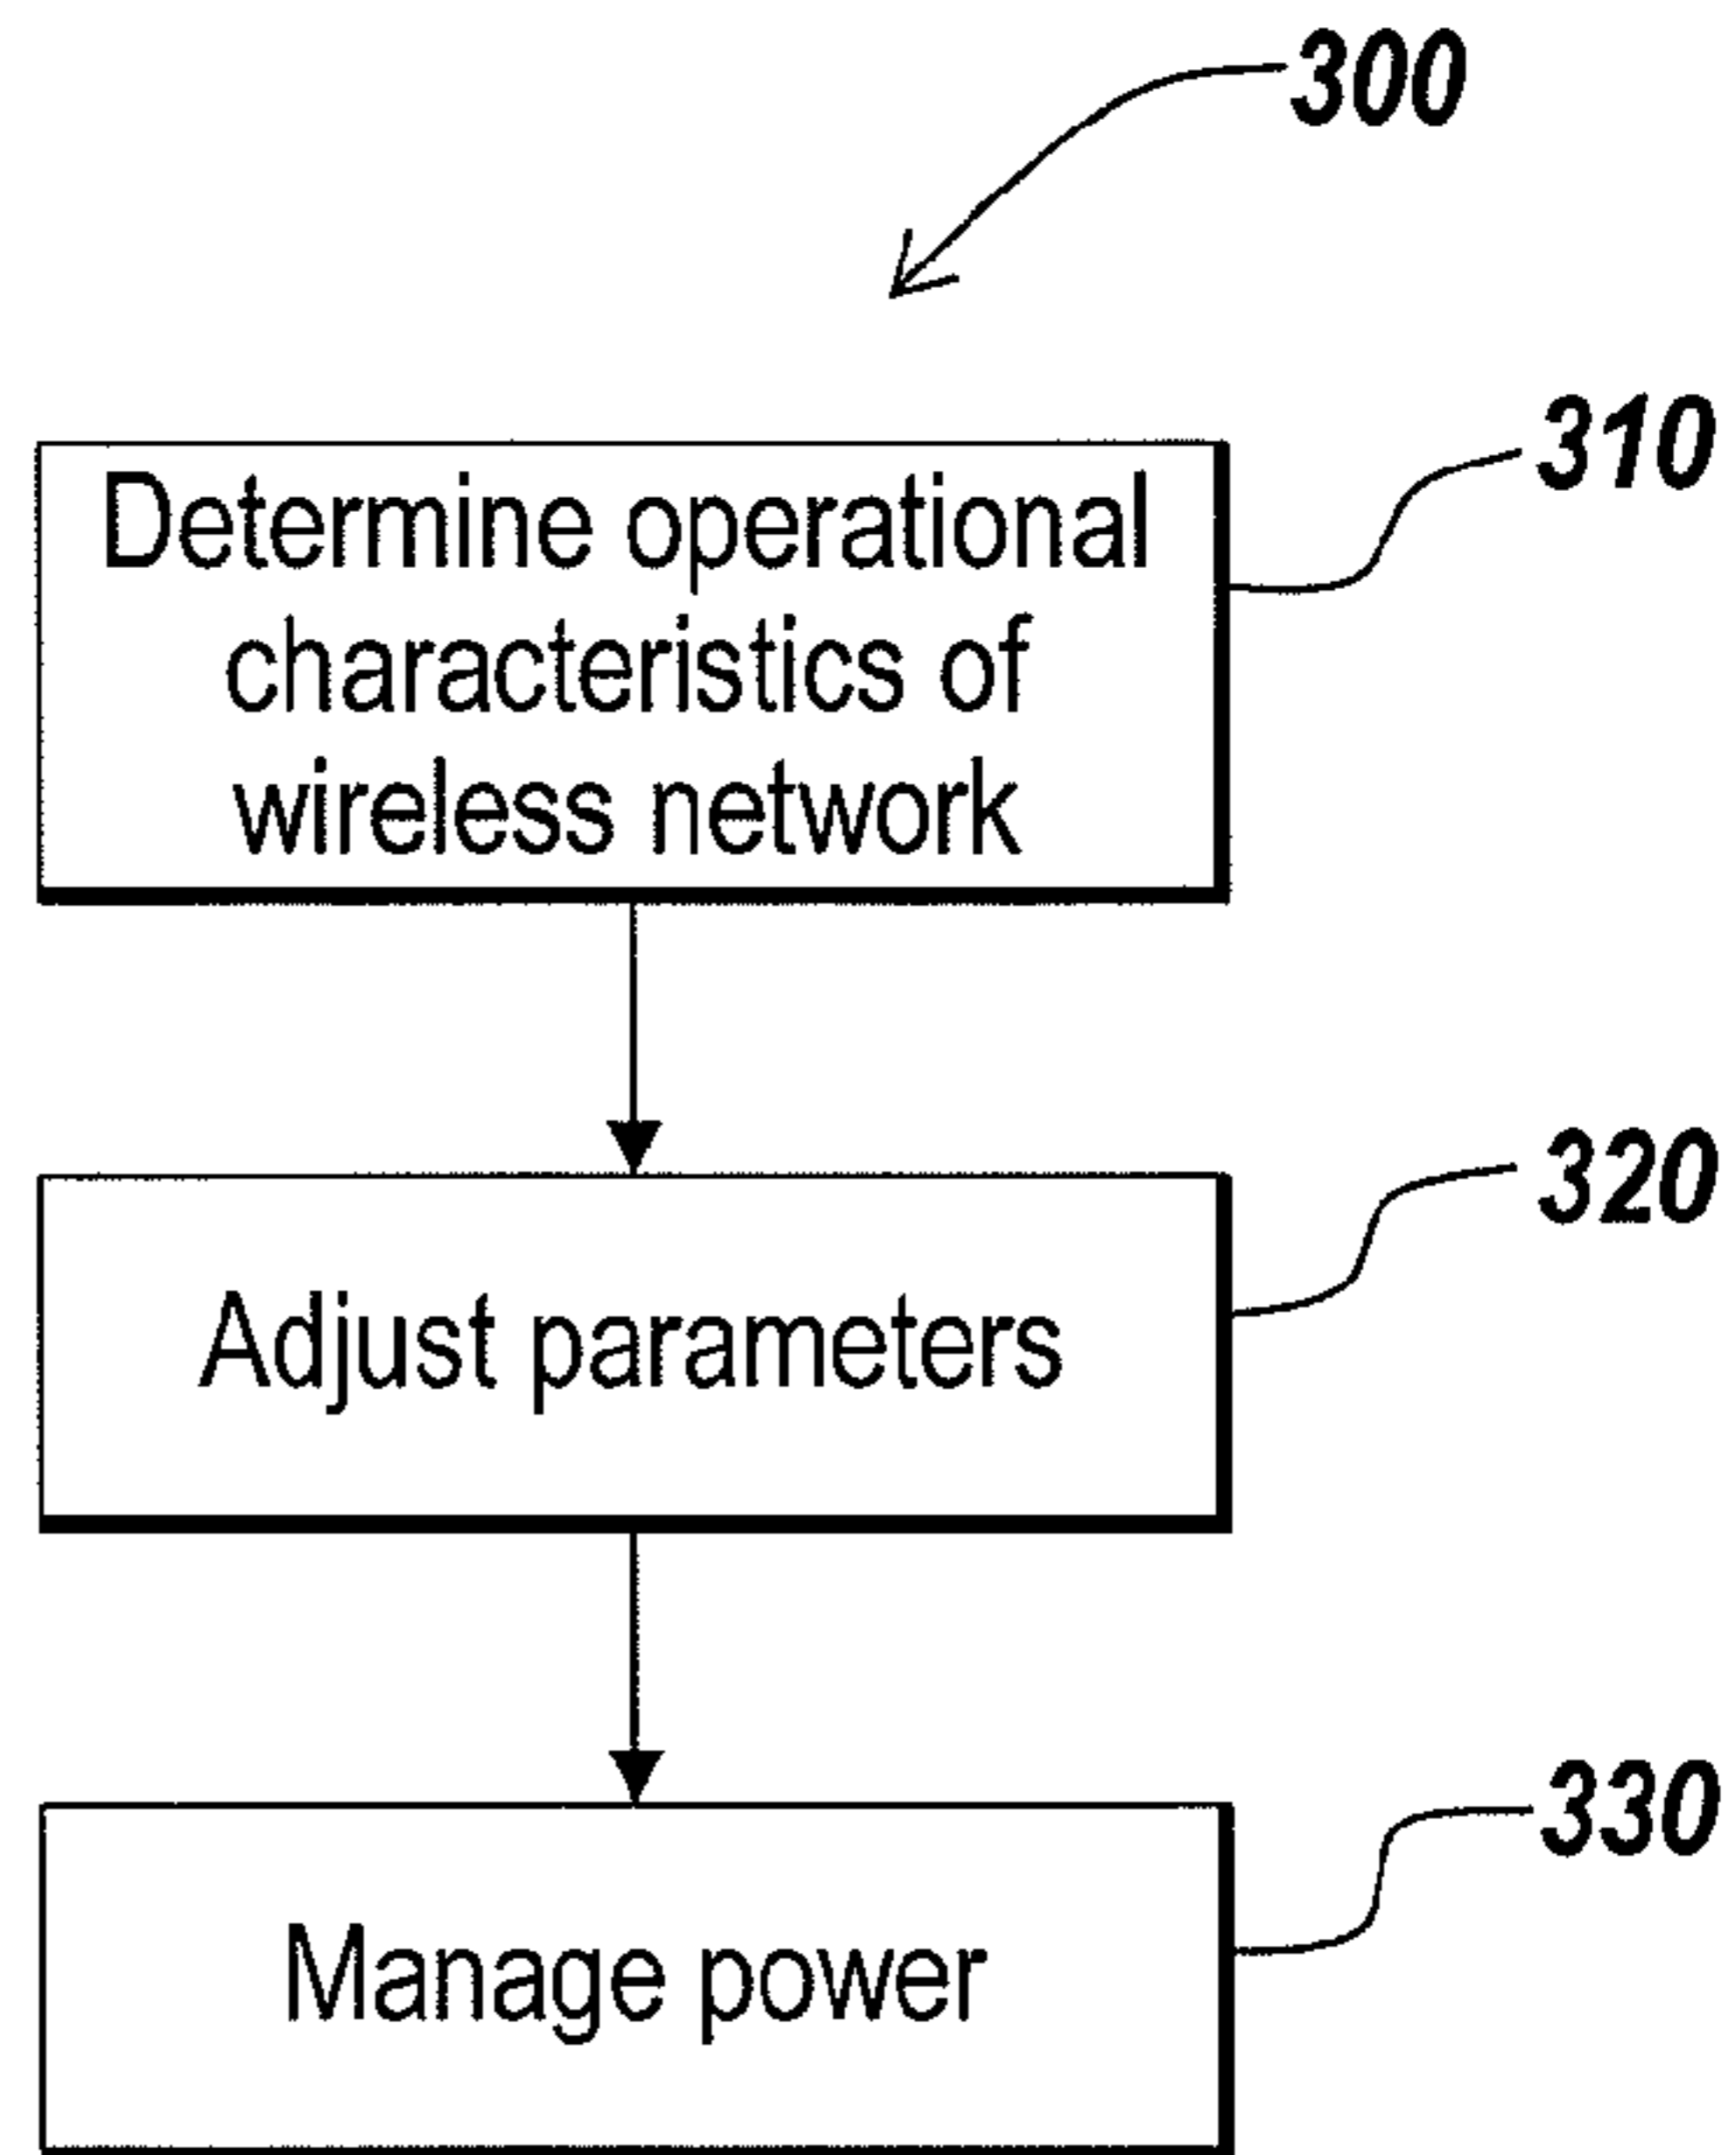 300
310
Determine operational
characteristics of
wireless network
320
Adjust parameters
330
Manage power